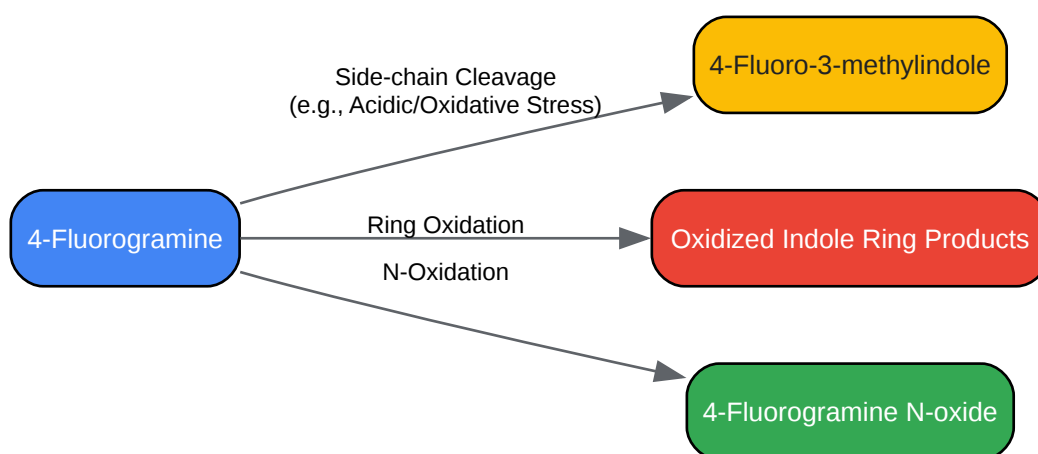 4-Fluoro-3-methylindole
Side-chain Cleavage
(e.g., Acidic/Oxidative Stress)
4-Fluorogramine
Ring Oxidation
Oxidized Indole Ring Products
N-Oxidation
4-Fluorogramine N-oxide